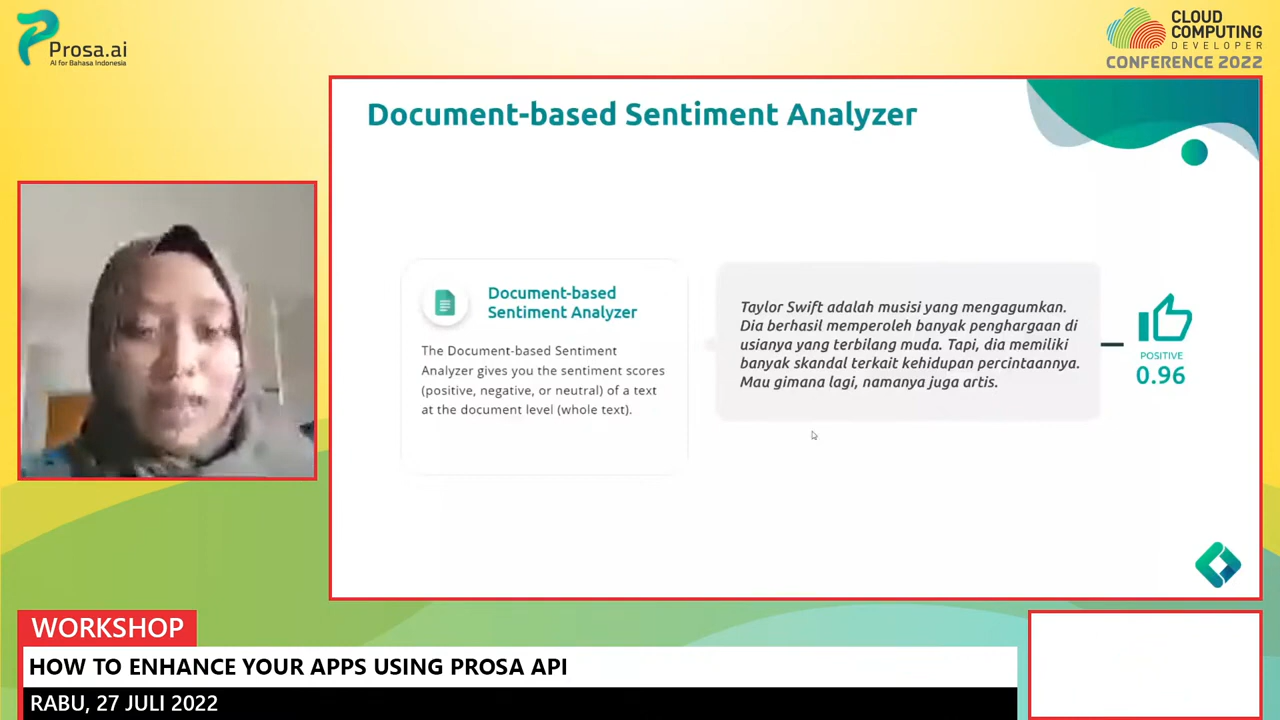 Prosa.ai
AI for Bahasa Indonesia
CLOUD
COMPUTING
DEVELOPER
CONFERENCE 2022
Document-based Sentiment Analyzer
Document-based
Sentiment Analyzer
The Document-based Sentiment
Analyzer gives you the sentiment scores
(positive, negative, or neutral) of a text
at the document level (whole text).
Taylor Swift adalah musisi yang mengagumkan.
Dia berhasil memperoleh banyak penghargaan di
usianya yang terbilang muda. Tapi, dia memiliki
banyak skandal terkait kehidupan percintaannya.
Mau gimana lagi, namanya juga artis.
POSITIVE
0.96
WORKSHOP
HOW TO ENHANCE YOUR APPS USING PROSA API
RABU, 27 JULI 2022